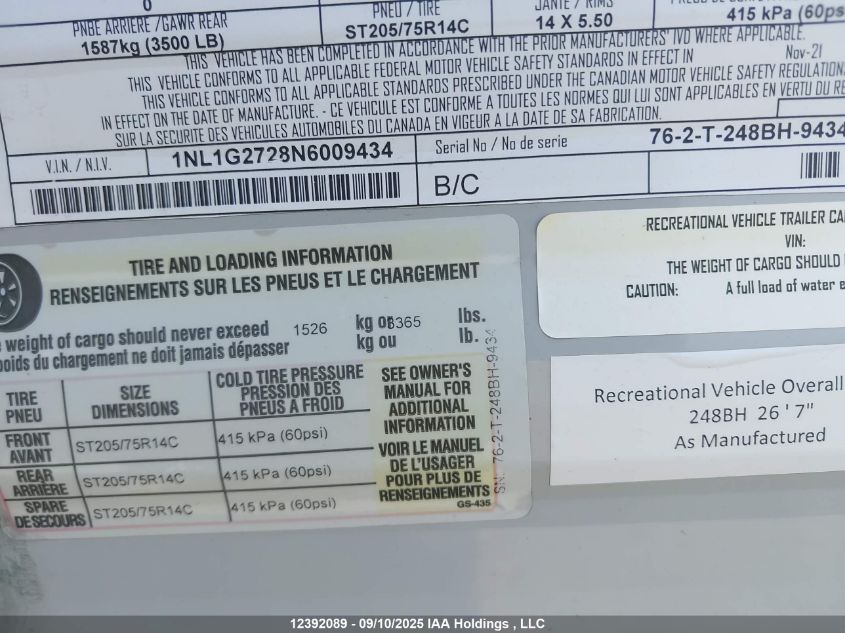 0
PNBE ARRIERE /GAWR REAR
1587kg (3500 LB)
PNEU / TIRE
ST205/75R14C
JANTE / RIMS
14 X 5.50
415 kPa (60ps
THIS VEHICLE HAS BEEN COMPLETED IN ACCORDANCE WITH THE PRIOR MANUFACTURERS' IVD WHERE APPLICABLE.
THIS VEHICLE CONFORMS TO ALL APPLICABLE FEDERAL MOTOR VEHICLE SAFETY STANDARDS IN EFFECT IN Nov-21
THIS VEHICLE CONFORMS TO ALL APPLICABLE STANDARDS PRESCRIBED UNDER THE CANADIAN MOTOR VEHICLE SAFETY REGULATION
IN EFFECT ON THE DATE OF MANUFACTURE. - CE VEHICULE EST CONFORME A TOUTES LES NORMES QUI LUI SONT APPLICABLES EN VERTU DU RE
SUR LA SECURITE DES VEHICULES AUTOMOBILES DU CANADA EN VIGEUR A LA DATE DE SA FABRICATION.
V.I.N. / N.I.V.
1NL1G2728N6009434
Serial No / No de serie
76-2-T-248BH-9434
B/C
TIRE AND LOADING INFORMATION
RENSEIGNEMENTS SUR LES PNEUS ET LE CHARGEMENT
weight of cargo should never exceed 1526 kg or 3365 lbs.
poids du chargement ne doit jamais dépasser kg ou lb.
TIRE
PNEU
SIZE
DIMENSIONS
COLD TIRE PRESSURE
PRESSION DES
PNEUS A FROID
FRONT
AVANT
ST205/75R14C
415 kPa (60psi)
REAR
ARRIÈRE
ST205/75R14C
415 kPa (60psi)
SPARE
DE SECOURS
ST205/75R14C
415 kPa (60psi)
SEE OWNER'S
MANUAL FOR
ADDITIONAL
INFORMATION
VOIR LE MANUEL
DE L'USAGER
POUR PLUS DE
RENSEIGNEMENTS
GS-435
SN: 76-2-T-248BH-9434
RECREATIONAL VEHICLE TRAILER CA
VIN:
THE WEIGHT OF CARGO SHOULD
CAUTION: A full load of water e
Recreational Vehicle Overall
248BH 26 ' 7"
As Manufactured
12392089 - 09/10/2025 IAA Holdings , LLC